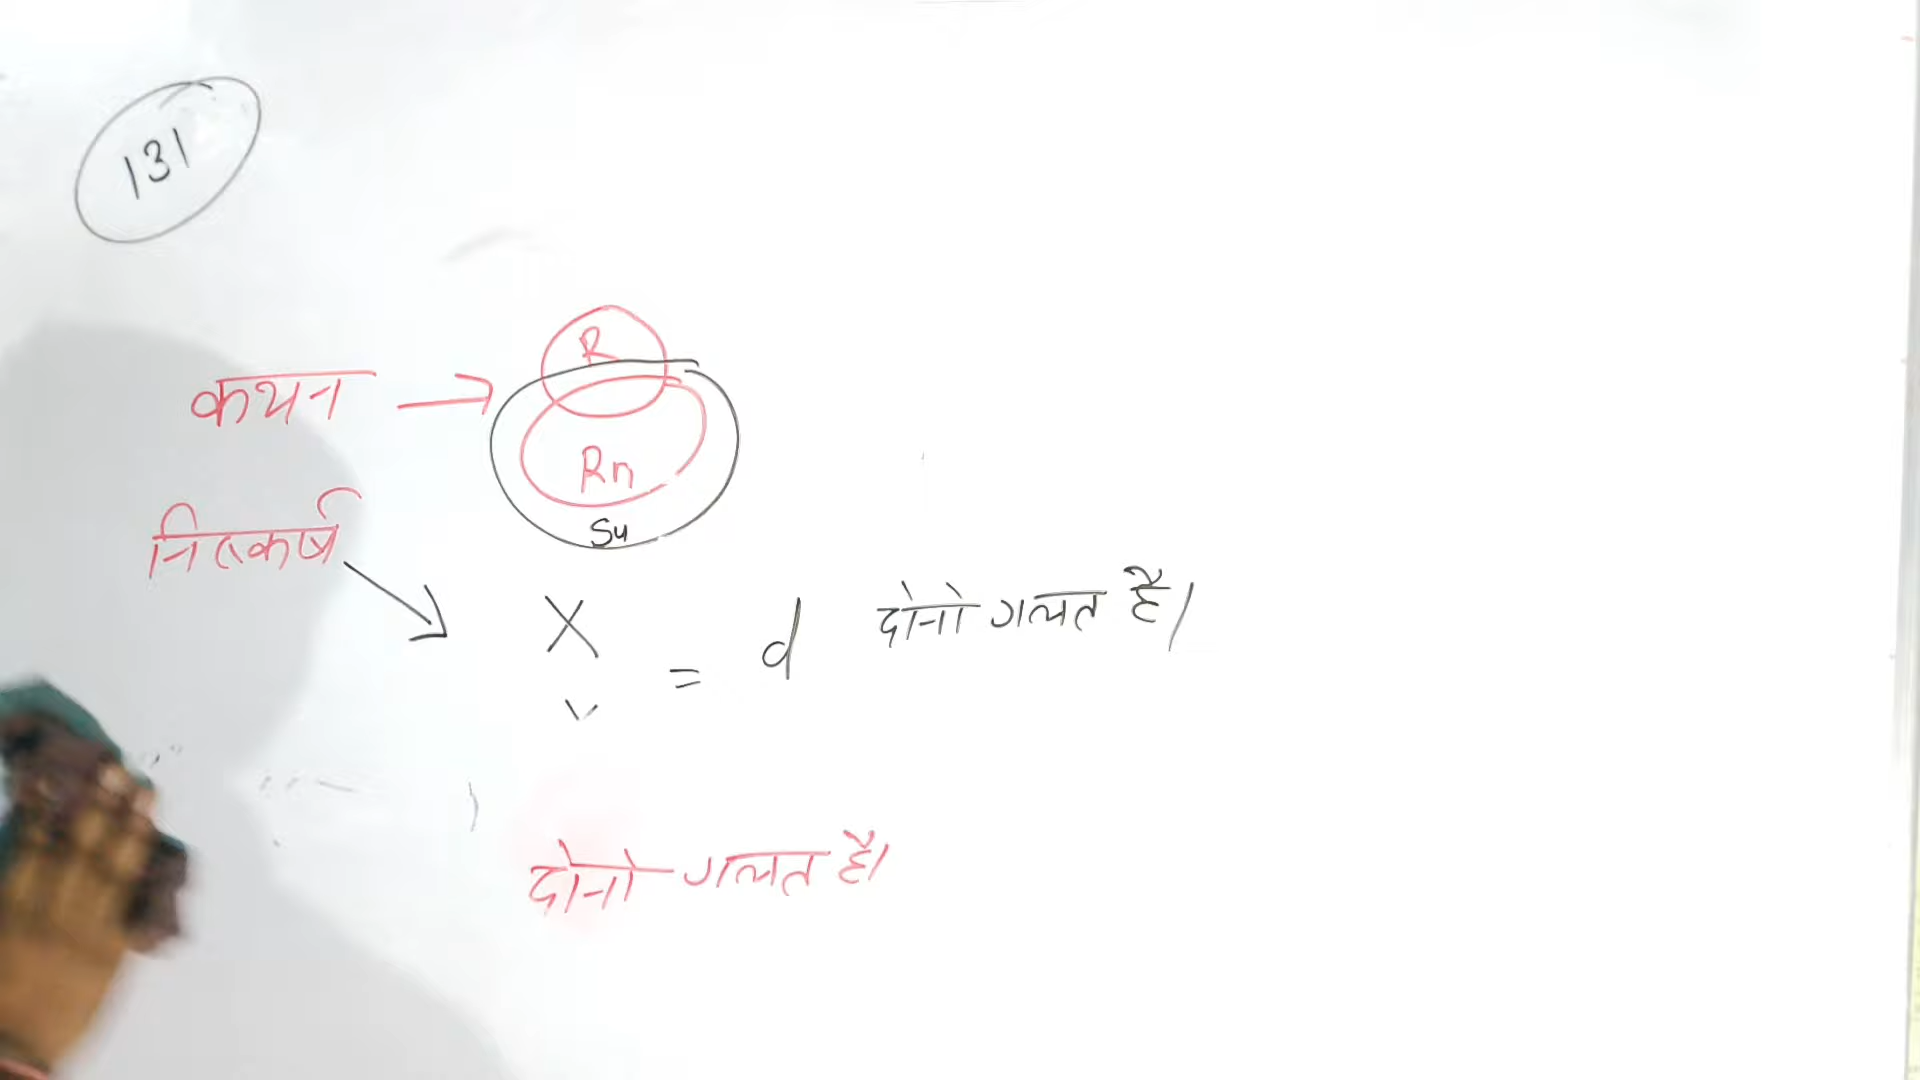 131
R
कथन →
Rn
निस्कर्ष
Su
X
= d दोनो गलत है।
दोनो गलत है।